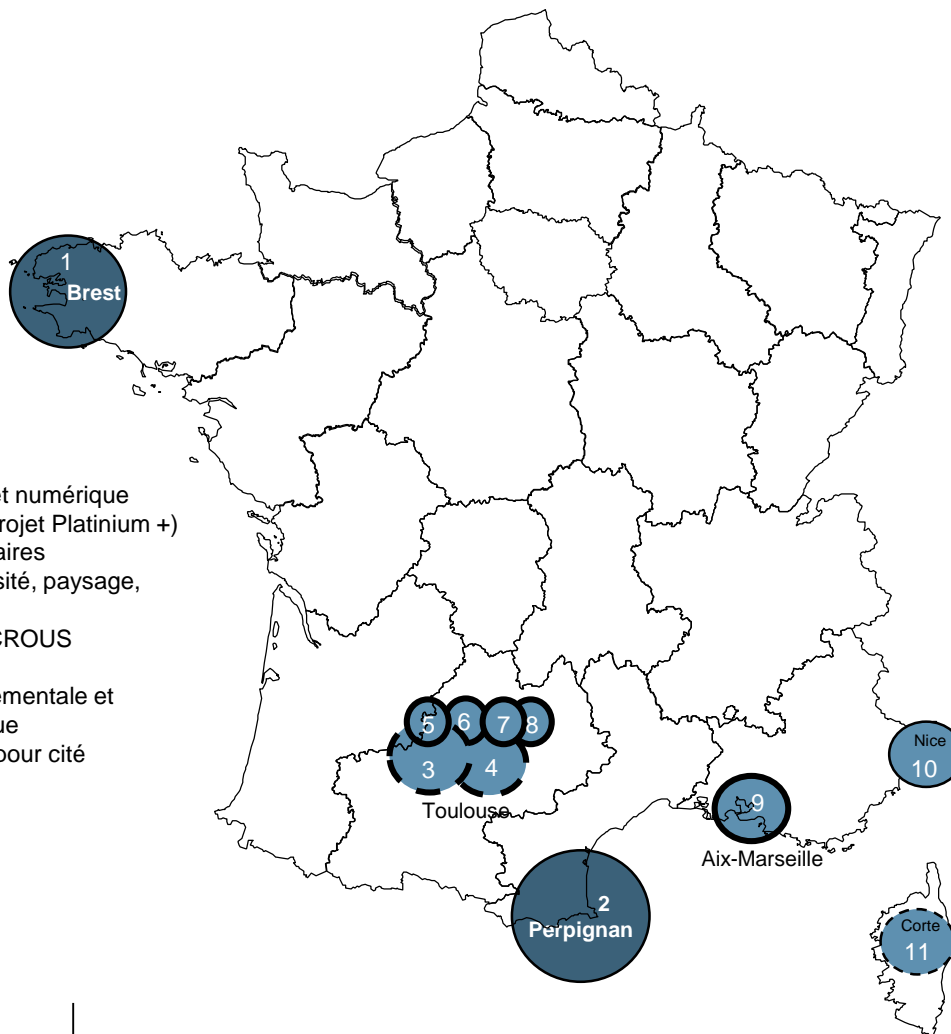 1
Brest
et numérique
rojet Platinium +)
aires
sité, paysage,
CROUS
ementale et
ue
pour cité
5
6
7
8
3
4
Toulouse
Nice
10
9
Aix-Marseille
2
Perpignan
Corte
11